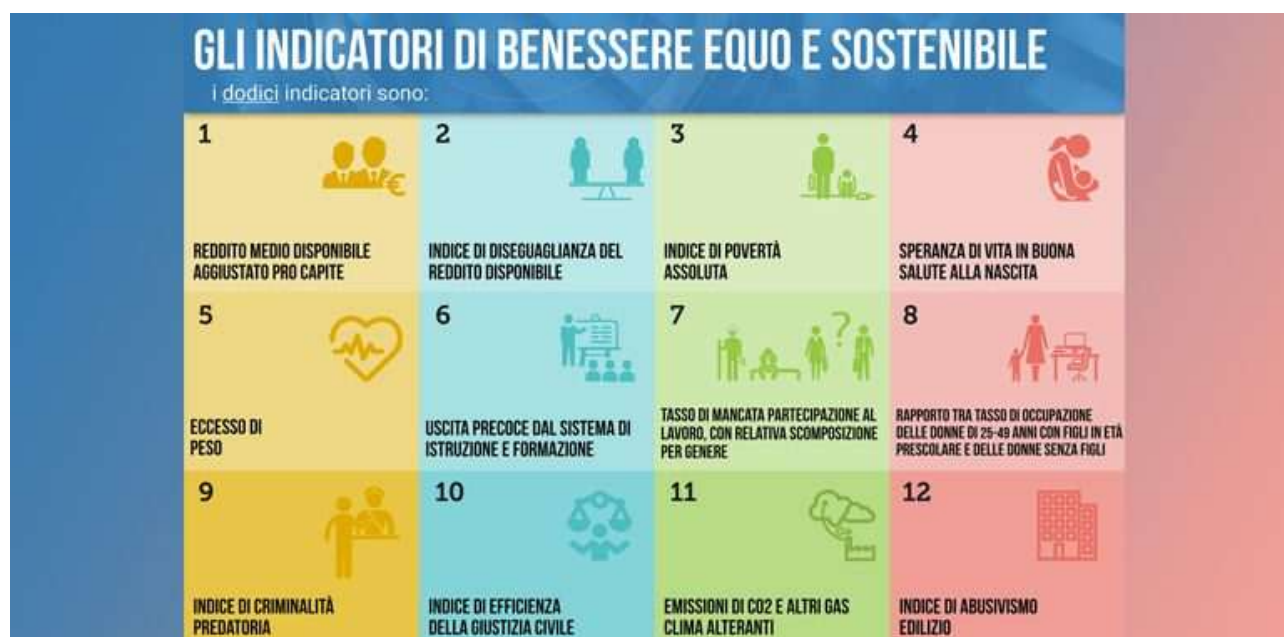 GLI INDICATORI DI BENESSERE EQUO E SOSTENIBILE
i dodici indicatori sono:
1
REDDITO MEDIO DISPONIBILE
AGGIUSTATO PRO CAPITE
2
INDICE DI DISEGUAGLIANZA DEL
REDDITO DISPONIBILE
3
INDICE DI POVERTÀ
ASSOLUTA
4
SPERANZA DI VITA IN BUONA
SALUTE ALLA NASCITA
5
ECCESSO DI
PESO
6
USCITA PRECOCE DAL SISTEMA DI
ISTRUZIONE E FORMAZIONE
7
TASSO DI MANCATA PARTECIPAZIONE AL
LAVORO, CON RELATIVA SCOMPOSIZIONE
PER GENERE
8
RAPPORTO TRA TASSO DI OCCUPAZIONE
DELLE DONNE DI 25-49 ANNI CON FIGLI IN ETÀ
PRESCOLARE E DELLE DONNE SENZA FIGLI
9
INDICE DI CRIMINALITÀ
PREDATORIA
10
INDICE DI EFFICIENZA
DELLA GIUSTIZIA CIVILE
11
EMISSIONI DI CO2 E ALTRI GAS
CLIMA ALTERANTI
12
INDICE DI ABUSIVISMO
EDILIZIO